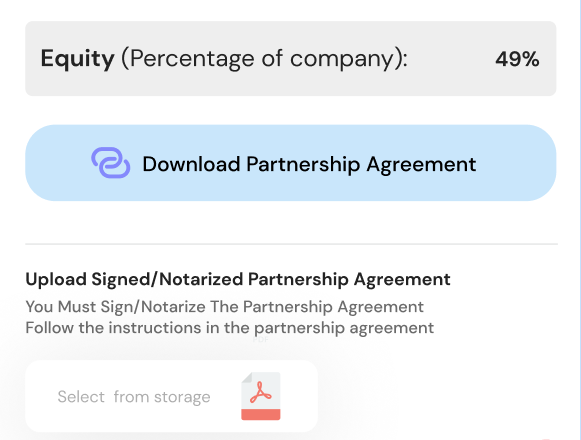 Equity (Percentage of company): 49%
Download Partnership Agreement
Upload Signed/Notarized Partnership Agreement
You Must Sign/Notarize The Partnership Agreement
Follow the instructions in the partnership agreement
Select from storage